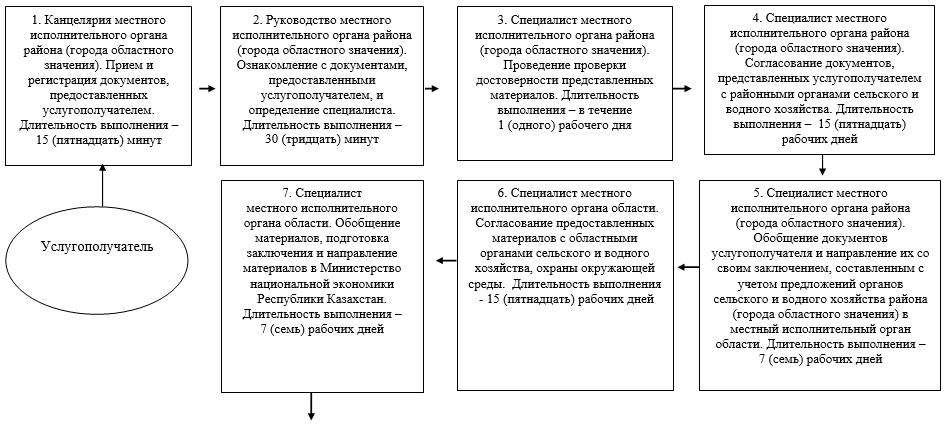 1. Канцелярия местного
исполнительного органа
района (города областного
значения). Прием и
регистрация документов,
предоставленных
услугополучателем.
Длительность выполнения –
15 (пятнадцать) минут
2. Руководство местного
исполнительного органа района
(города областного значения).
Ознакомление с документами,
предоставленными
услугополучателем, и
определение специалиста.
Длительность выполнения –
30 (тридцать) минут
3. Специалист местного
исполнительного органа района
(города областного значения).
Проведение проверки
достоверности представленных
материалов. Длительность
выполнения – в течение
1 (одного) рабочего дня
4. Специалист местного
исполнительного органа района
(города областного значения).
Согласование документов,
представленных услугополучателем
с районными органами сельского и
водного хозяйства. Длительность
выполнения – 15 (пятнадцать)
рабочих дней
Услугополучатель
7. Специалист
местного исполнительного
органа области. Обобщение
материалов, подготовка
заключения и направление
материалов в Министерство
национальной экономики
Республики Казахстан.
Длительность выполнения –
7 (семь) рабочих дней
6. Специалист местного
исполнительного органа области.
Согласование предоставленных
материалов с областными
органами сельского и водного
хозяйства, охраны окружающей
среды. Длительность выполнения
- 15 (пятнадцать) рабочих дней
5. Специалист местного
исполнительного органа района
(города областного значения).
Обобщение документов
услугополучателя и направление их со
своим заключением, составленным с
учетом предложений органов
сельского и водного хозяйства района
(города областного значения) в
местный исполнительный орган
области. Длительность выполнения –
7 (семь) рабочих дней